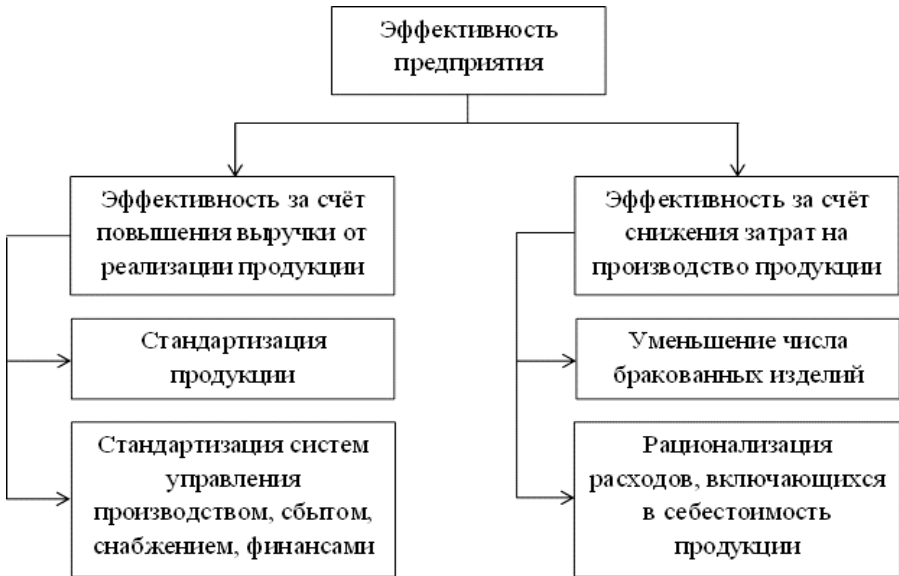 Эффективность
предприятия
Эффективность за счёт
повышения выручки от
реализации продукции
Эффективность за счёт
снижения затрат на
производство продукции
Стандартизация
продукции
Уменьшение числа
бракованных изделий
Стандартизация систем
управления
производством, сбытом,
снабжением, финансами
Рационализация
расходов, включающихся
в себестоимость
продукции